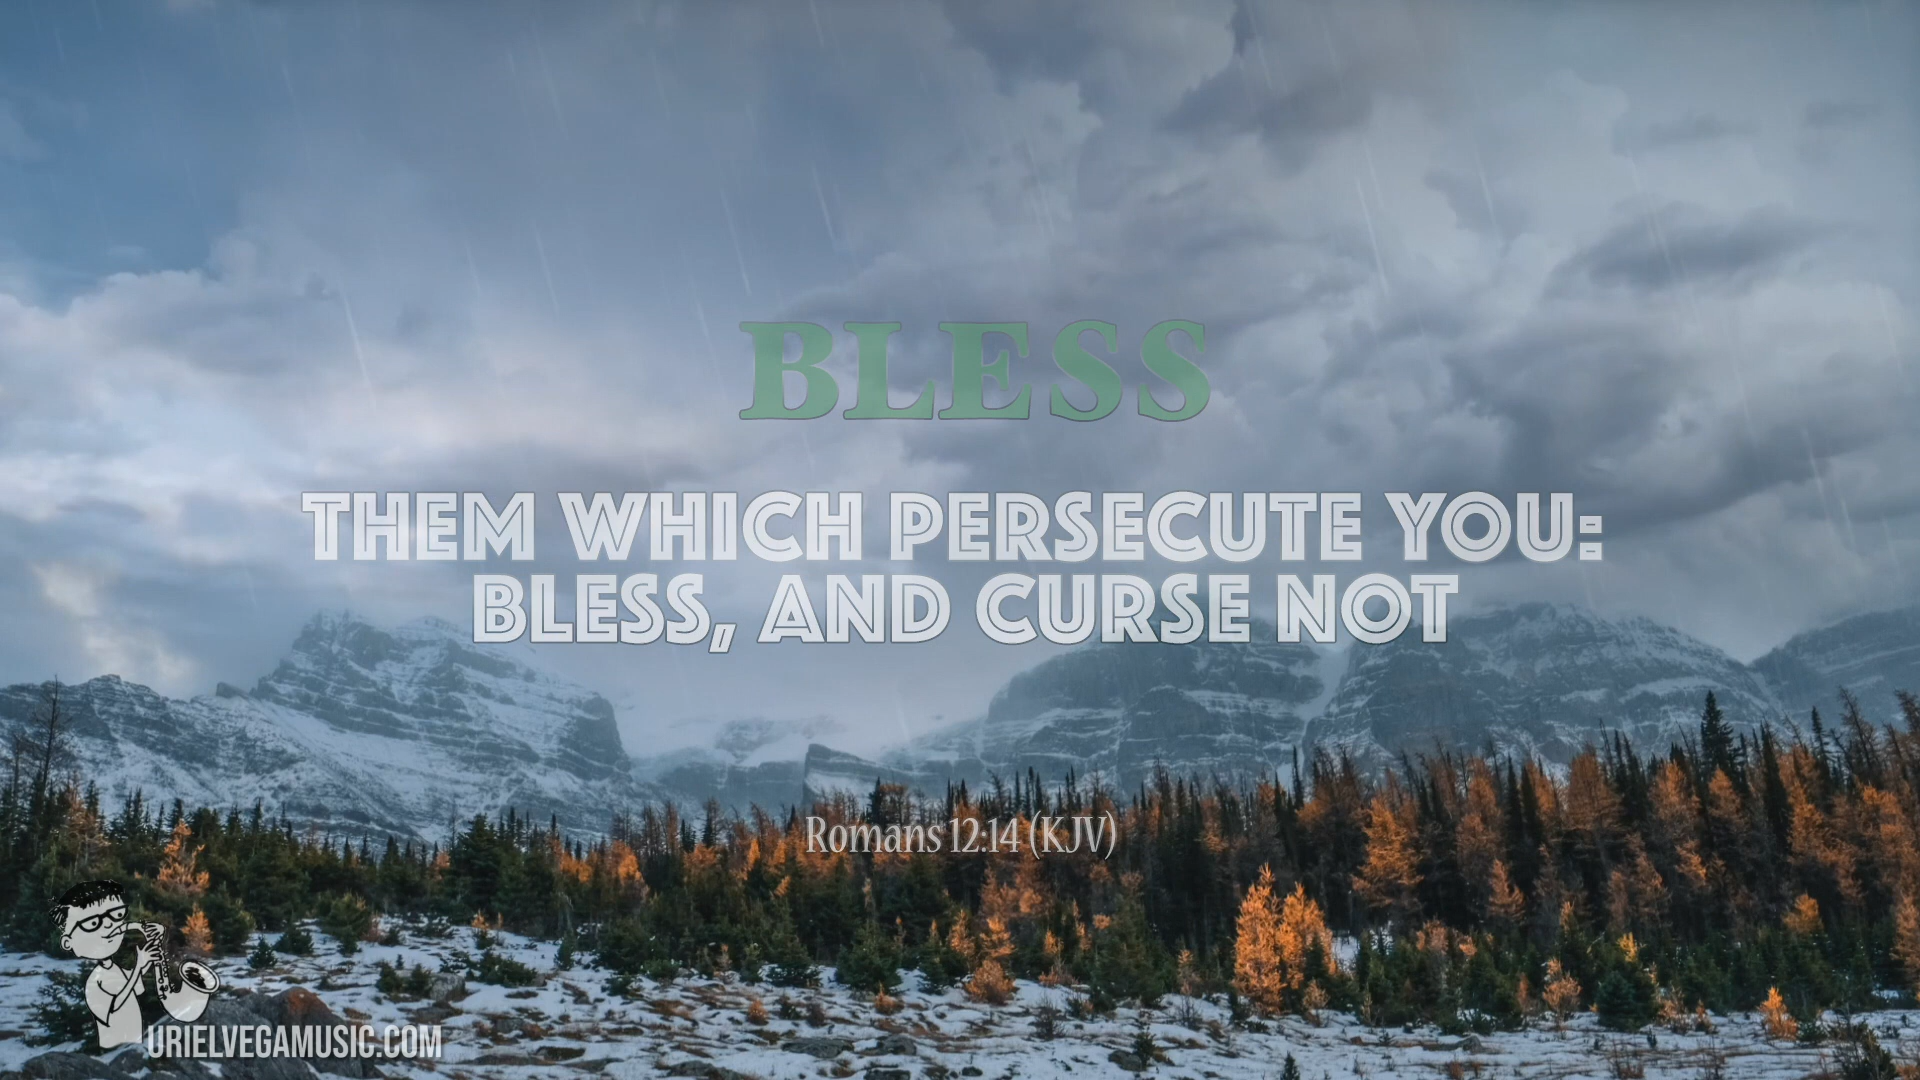 BLESS
THEM WHICH PERSECUTE YOU:
BLESS, AND CURSE NOT
Romans 12:14 (KJV)
URIELVEGAMUSIC.COM